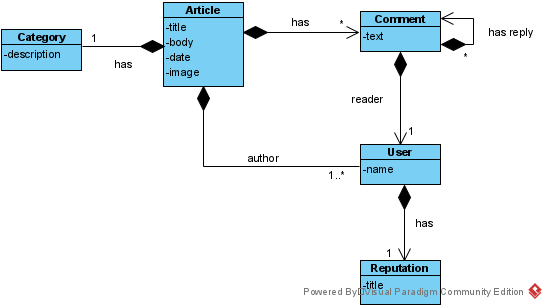 Article
-title
-body
-date
-image
has
*
Comment
-text
has reply
*
Category
-description
1
has
reader
1
User
-name
author
1..*
has
1
Reputation
-title
Powered By Visual Paradigm Community Edition